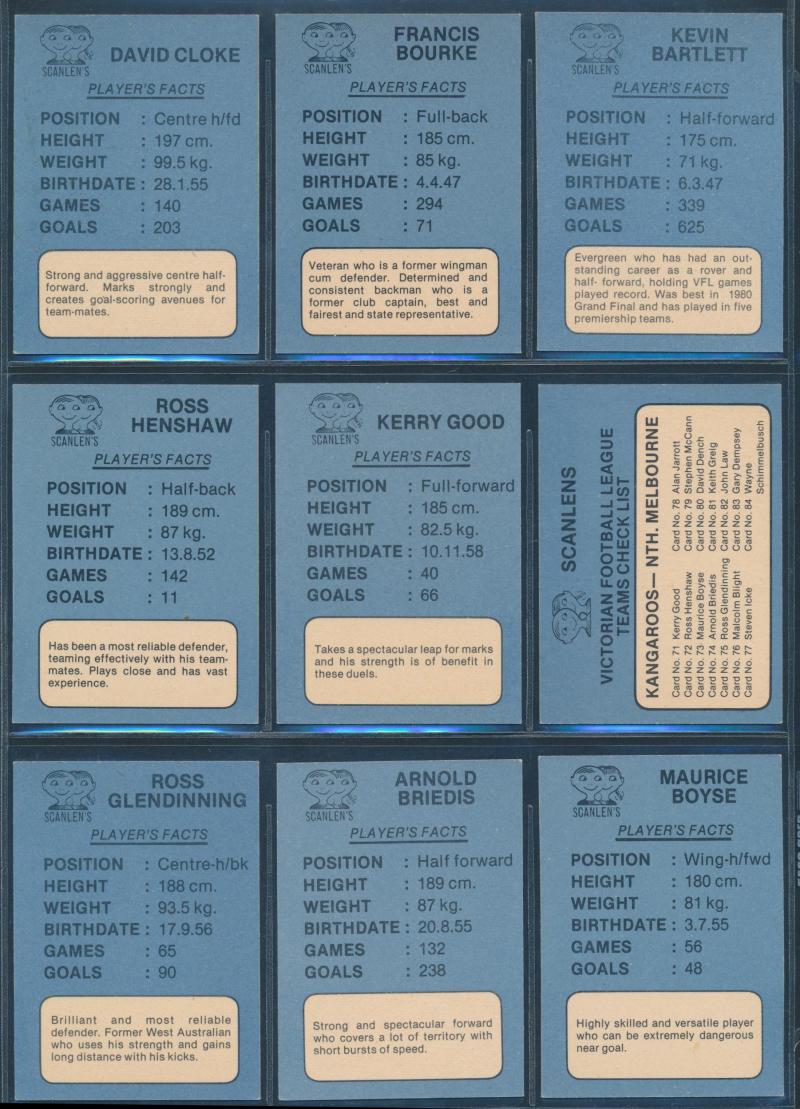 SCANLEN'S
DAVID CLOKE
PLAYER'S FACTS
POSITION : Centre h/fd
HEIGHT : 197 cm.
WEIGHT : 99.5 kg.
BIRTHDATE : 28.1.55
GAMES : 140
GOALS : 203
Strong and aggressive centre half-
forward. Marks strongly and
creates goal-scoring avenues for
team-mates.
SCANLEN'S
FRANCIS
BOURKE
PLAYER'S FACTS
POSITION : Full-back
HEIGHT : 185 cm.
WEIGHT : 85 kg.
BIRTHDATE : 4.4.47
GAMES : 294
GOALS : 71
Veteran who is a former wingman
cum defender. Determined and
consistent backman who is a
former club captain, best and
fairest and state representative.
SCANLEN'S
KEVIN
BARTLETT
PLAYER'S FACTS
POSITION : Half-forward
HEIGHT : 175 cm.
WEIGHT : 71 kg.
BIRTHDATE : 6.3.47
GAMES : 339
GOALS : 625
Evergreen who has had an out-
standing career as a rover and
half- forward, holding VFL games
played record. Was best in 1980
Grand Final and has played in five
premiership teams.
SCANLEN'S
ROSS
HENSHAW
PLAYER'S FACTS
POSITION : Half-back
HEIGHT : 189 cm.
WEIGHT : 87 kg.
BIRTHDATE : 13.8.52
GAMES : 142
GOALS : 11
Has been a most reliable defender,
teaming effectively with his team-
mates. Plays close and has vast
experience.
SCANLEN'S
KERRY GOOD
PLAYER'S FACTS
POSITION : Full-forward
HEIGHT : 185 cm.
WEIGHT : 82.5 kg.
BIRTHDATE : 10.11.58
GAMES : 40
GOALS : 66
Takes a spectacular leap for marks
and his strength is of benefit in
these duels.
SCANLENS
VICTORIAN FOOTBALL LEAGUE
TEAMS CHECK LIST
KANGAROOS— NTH. MELBOURNE
Card No. 71 Kerry Good
Card No. 72 Ross Henshaw
Card No. 73 Maurice Boyse
Card No. 74 Arnold Briedis
Card No. 75 Ross Glendinning
Card No. 76 Malcolm Blight
Card No. 77 Steven Icke
Card No. 78 Alan Jarrott
Card No. 79 Stephen McCann
Card No. 80 David Dench
Card No. 81 Keith Greig
Card No. 82 John Law
Card No. 83 Gary Dempsey
Card No. 84 Wayne
Schimmelbusch
SCANLEN'S
ROSS
GLENDINNING
PLAYER'S FACTS
POSITION : Centre-h/bk
HEIGHT : 188 cm.
WEIGHT : 93.5 kg.
BIRTHDATE : 17.9.56
GAMES : 65
GOALS : 90
Brilliant and most reliable
defender. Former West Australian
who uses his strength and gains
long distance with his kicks.
SCANLEN'S
ARNOLD
BRIEDIS
PLAYER'S FACTS
POSITION : Half forward
HEIGHT : 189 cm.
WEIGHT : 87 kg.
BIRTHDATE : 20.8.55
GAMES : 132
GOALS : 238
Strong and spectacular forward
who covers a lot of territory with
short bursts of speed.
SCANLEN'S
MAURICE
BOYSE
PLAYER'S FACTS
POSITION : Wing-h/fwd
HEIGHT : 180 cm.
WEIGHT : 81 kg.
BIRTHDATE : 3.7.55
GAMES : 56
GOALS : 48
Highly skilled and versatile player
who can be extremely dangerous
near goal.